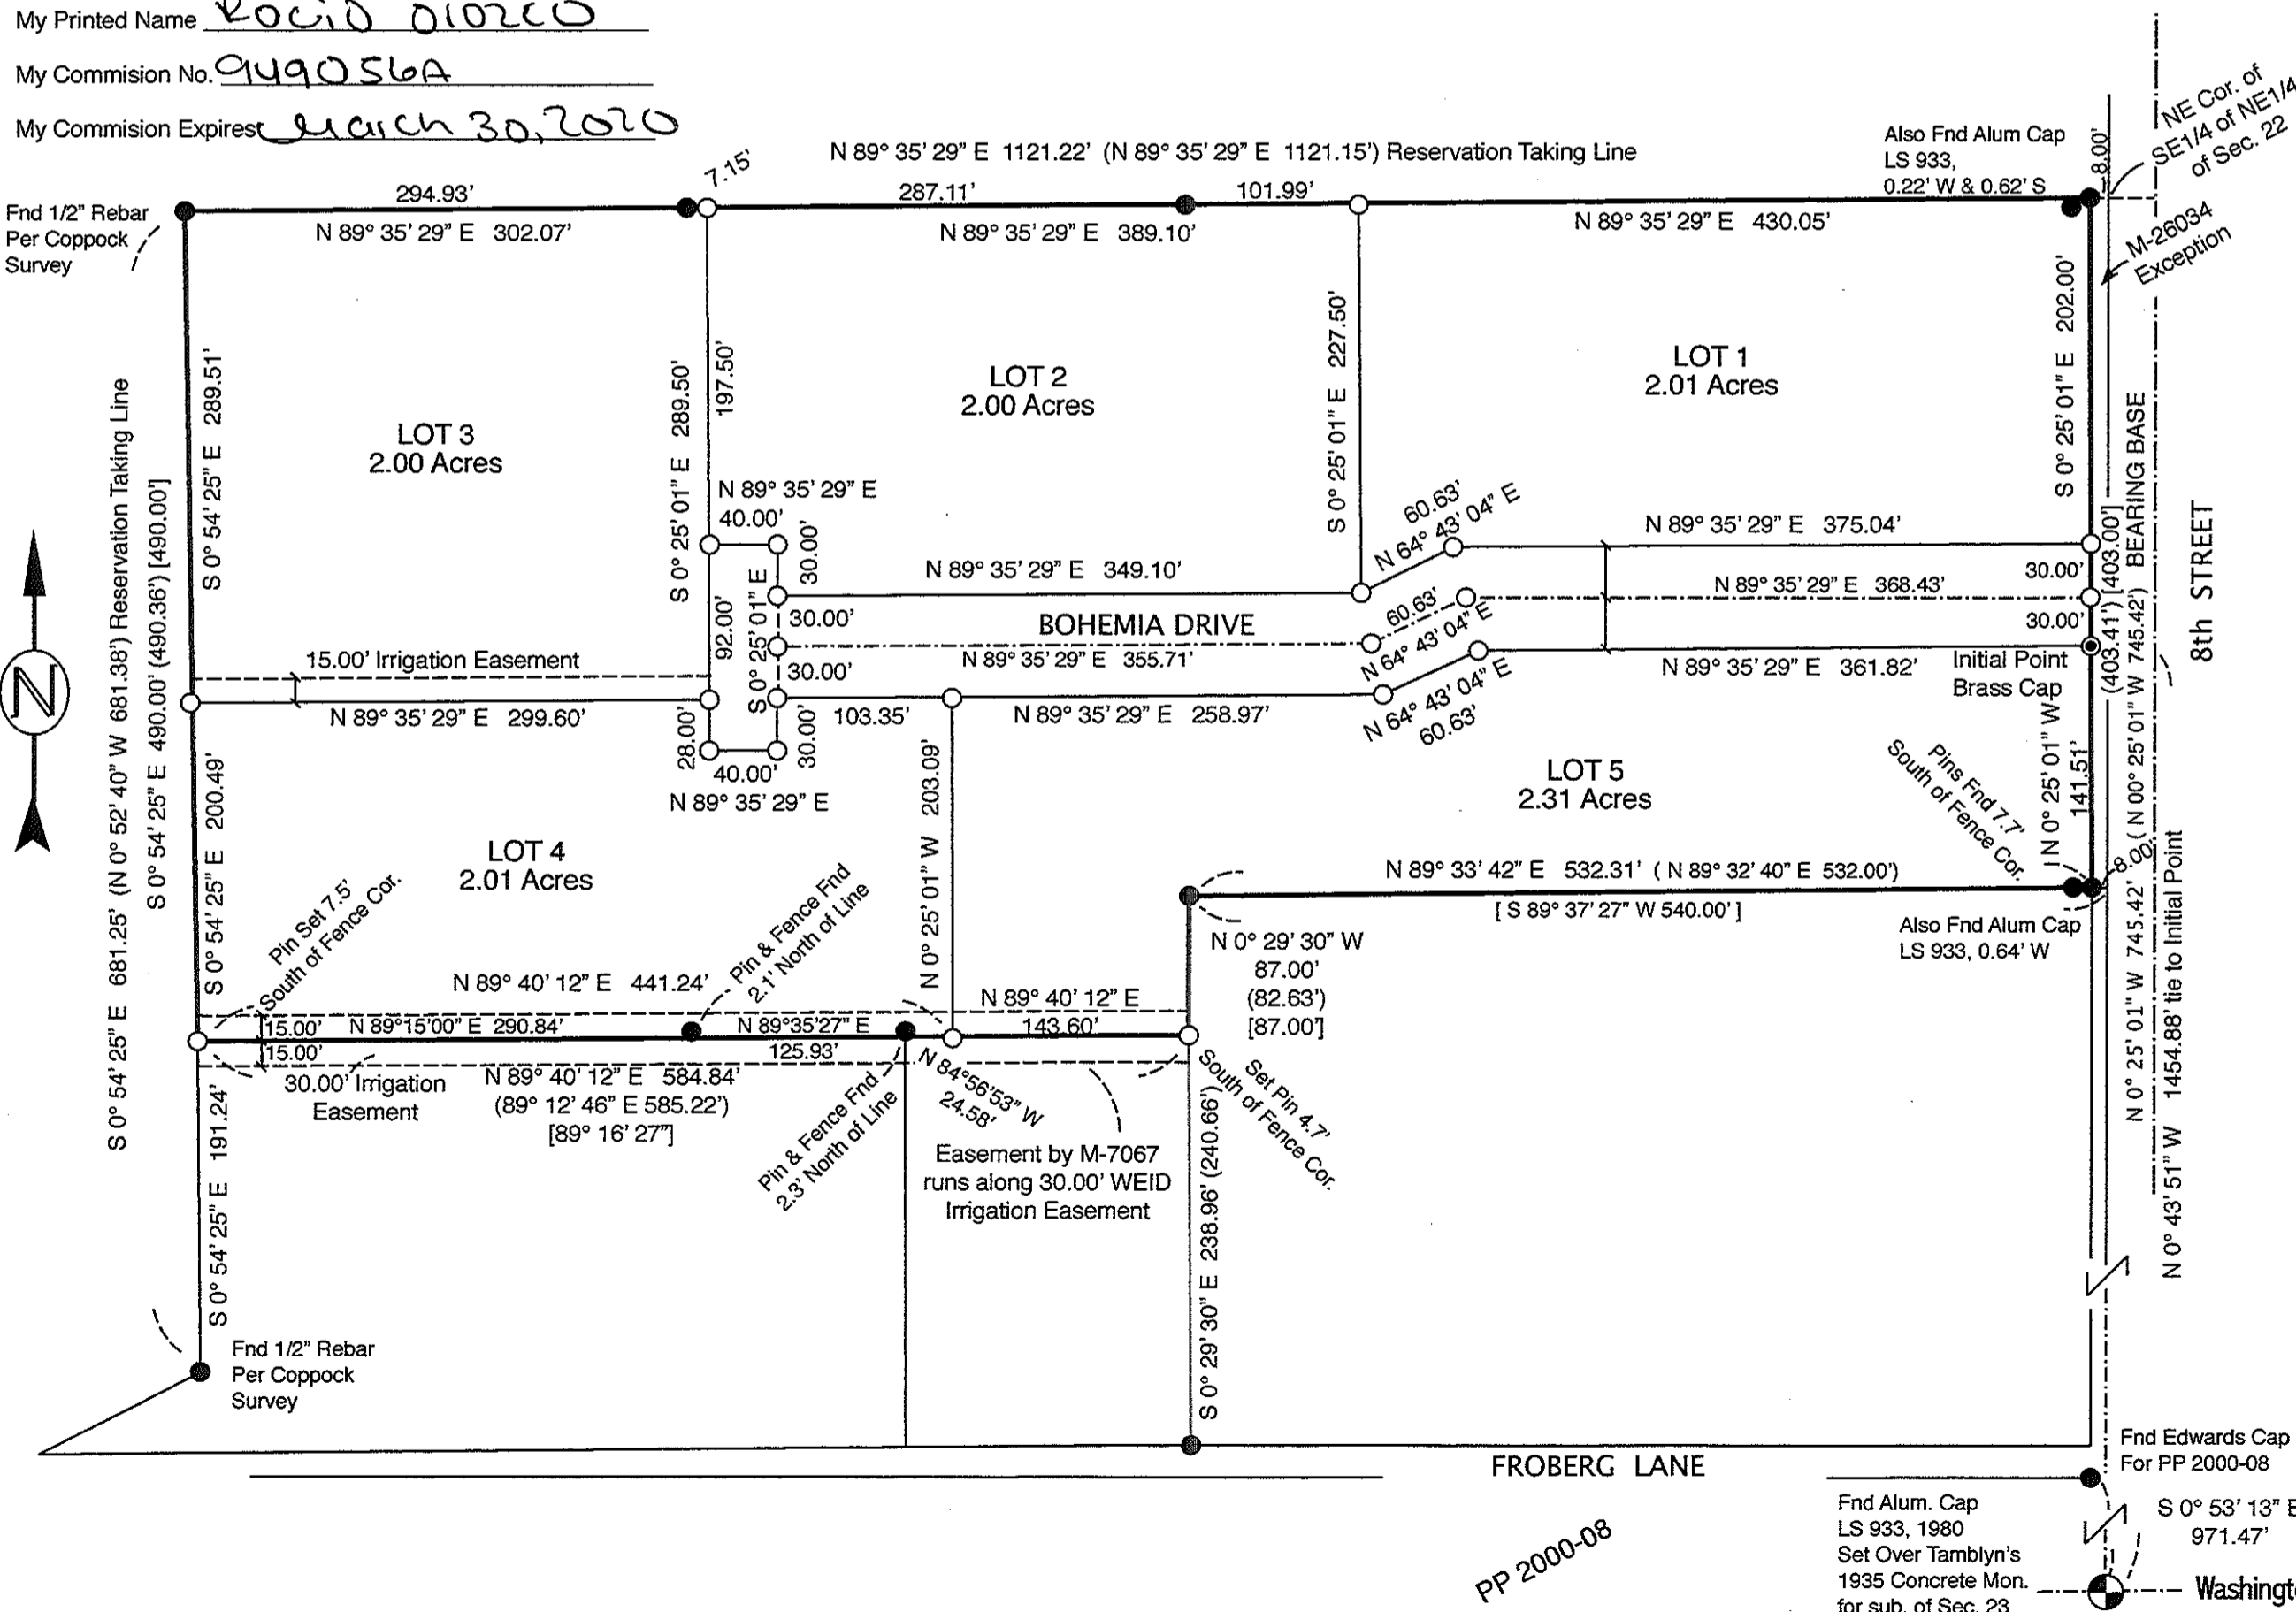 My Printed Name Rocio Orozco
My Commision No. 949056A
My Commision Expires March 30, 2020
N 89° 35' 29" E 1121.22' (N 89° 35' 29" E 1121.15') Reservation Taking Line
Also Fnd Alum Cap
LS 933,
0.22' W & 0.62' S
8.00'
NE Cor. of
SE1/4 of NE1/4
of Sec. 22
M-26034
Exception
Fnd 1/2" Rebar
Per Coppock
Survey
294.93'
7.15'
287.11'
101.99'
N 89° 35' 29" E 302.07'
N 89° 35' 29" E 389.10'
N 89° 35' 29" E 430.05'
S 0° 54' 25" E 289.51'
LOT 3
2.00 Acres
S 0° 25' 01" E 289.50'
197.50'
LOT 2
2.00 Acres
S 0° 25' 01" E 227.50'
LOT 1
2.01 Acres
S 0° 25' 01" E 202.00'
S 0° 54' 25" E 681.25' (N 0° 52' 40" W 681.38') Reservation Taking Line
S 0° 54' 25" E 490.00' (490.36") [490.00']
N
N 89° 35' 29" E
40.00'
30.00'
92.00'
S 0° 25' 01" E
30.00'
30.00'
N 89° 35' 29" E 349.10'
BOHEMIA DRIVE
N 89° 35' 29" E 355.71'
60.63'
N 64° 43' 04" E
60.63'
N 64° 43' 04" E
N 64° 43' 04" E
60.63'
N 89° 35' 29" E 375.04'
30.00'
N 89° 35' 29" E 368.43'
30.00'
N 89° 35' 29" E 361.82'
Initial Point
Brass Cap
(403.41') [403.00']
N 0° 25' 01" W 745.42' ( N 00° 25' 01" W 745.42') BEARING BASE
8th STREET
15.00' Irrigation Easement
N 89° 35' 29" E 299.60'
28.00'
40.00'
30.00'
N 89° 35' 29" E
103.35'
N 89° 35' 29" E 258.97'
S 0° 54' 25" E 200.49'
LOT 4
2.01 Acres
N 0° 25' 01" W 203.09'
LOT 5
2.31 Acres
Pins Fnd 7.7'
South of Fence Cor.
N 0° 25' 01" W
141.51'
8.00'
N 89° 33' 42" E 532.31' ( N 89° 32' 40" E 532.00')
[ S 89° 37' 27" W 540.00' ]
Also Fnd Alum Cap
LS 933, 0.64' W
N 0° 29' 30" W
87.00'
(82.63')
[87.00']
Pin Set 7.5'
South of Fence Cor.
N 89° 40' 12" E 441.24'
Pin & Fence Fnd
2.1' North of Line
N 89° 40' 12" E
143.60'
15.00'
N 89°15'00" E 290.84'
N 89°35'27" E
125.93'
15.00'
30.00' Irrigation
Easement
N 89° 40' 12" E 584.84'
(89° 12' 46" E 585.22')
[89° 16' 27"]
Pin & Fence Fnd
2.3' North of Line
N 84°56'53" W
24.58'
Easement by M-7067
runs along 30.00' WEID
Irrigation Easement
Set Pin 4.7'
South of Fence Cor.
S 0° 29' 30" E 238.96' (240.66")
S 0° 54' 25" E 191.24'
N 0° 43' 51" W 1454.88' tie to Initial Point
Fnd 1/2" Rebar
Per Coppock
Survey
FROBERG LANE
Fnd Edwards Cap
For PP 2000-08
PP 2000-08
Fnd Alum. Cap
LS 933, 1980
Set Over Tamblyn's
1935 Concrete Mon.
for sub. of Sec. 23
S 0° 53' 13" E
971.47'
Washingt